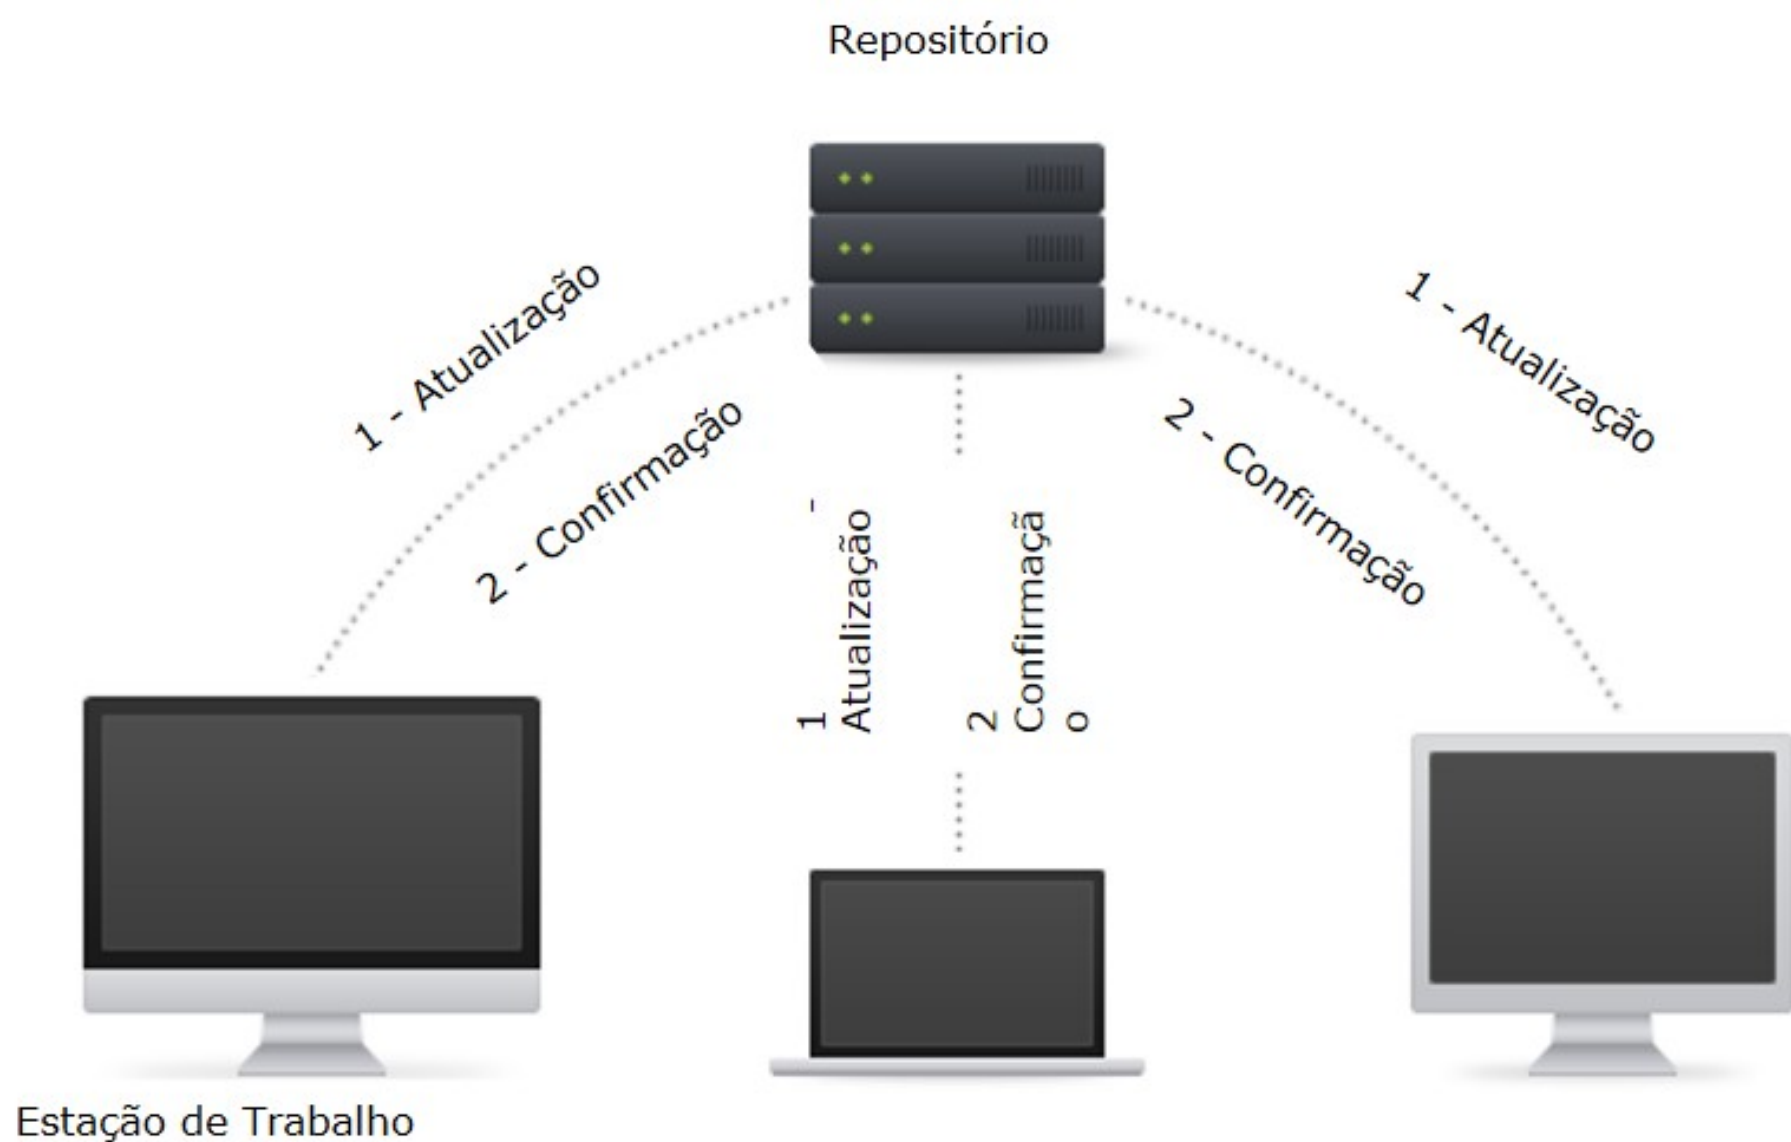 Repositório
1 - Atualização
2 - Confirmação
1 -
Atualização
2
Confirmaçã
o
1 - Atualização
2 - Confirmação
Estação de Trabalho